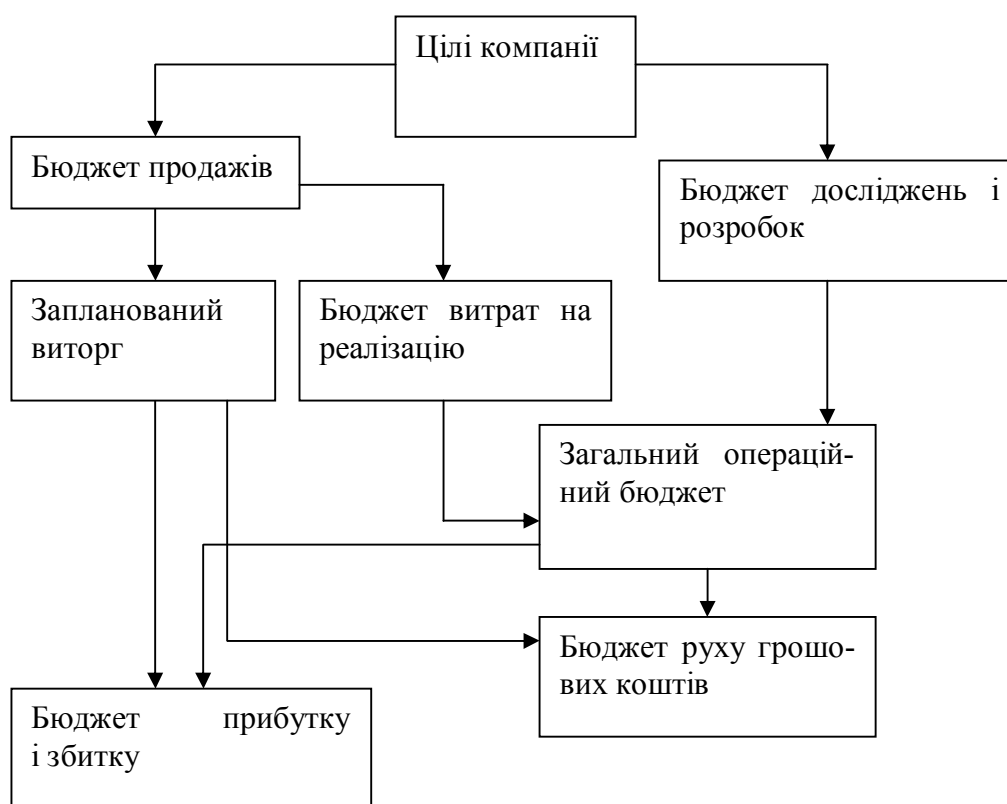 Цілі компанії
Бюджет продажів
Бюджет досліджень і
розробок
Запланований
виторг
Бюджет витрат на
реалізацію
Загальний операцій-
ний бюджет
Бюджет руху грошо-
вих коштів
Бюджет прибутку
і збитку